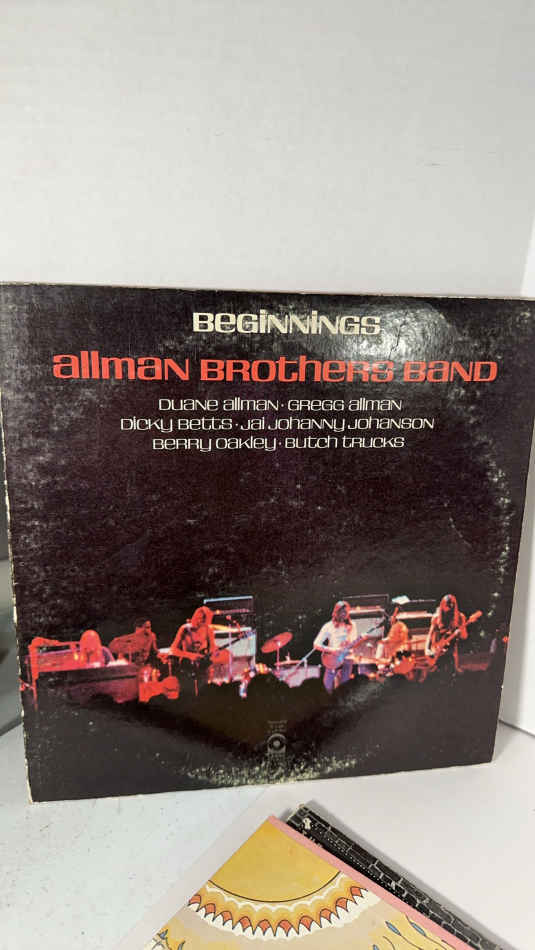 BEGINNINGS
allman BROTHERS BAND
DUANE allman · GREGG allman
DICKY BETTS · JAI JOHANNY JOHANSON
BERRY OAKLEY · BUTCH TRUCKS